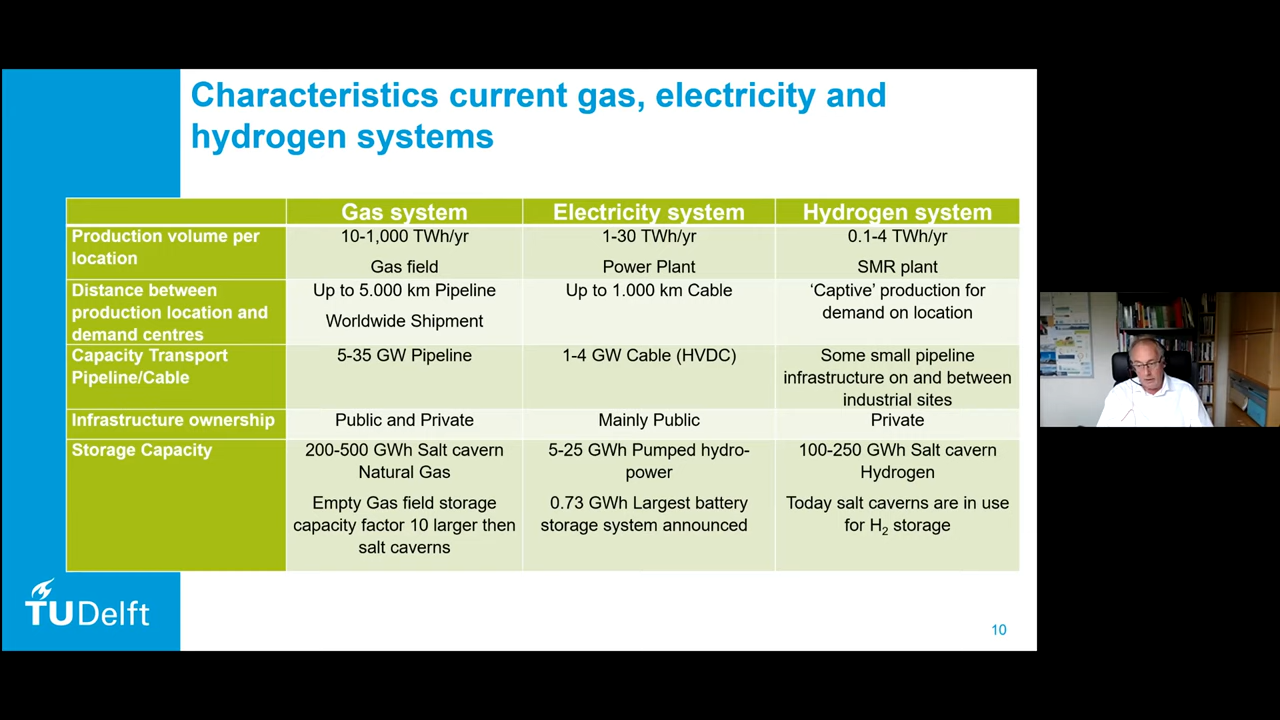 Characteristics current gas, electricity and
hydrogen systems
Gas system
Electricity system
Hydrogen system
Production volume per
location
10-1,000 TWh/yr
Gas field
1-30 TWh/yr
Power Plant
0.1-4 TWh/yr
SMR plant
Distance between
production location and
demand centres
Up to 5.000 km Pipeline
Worldwide Shipment
Up to 1.000 km Cable
‘Captive’ production for
demand on location
Capacity Transport
Pipeline/Cable
5-35 GW Pipeline
1-4 GW Cable (HVDC)
Some small pipeline
infrastructure on and between
industrial sites
Infrastructure ownership
Public and Private
Mainly Public
Private
Storage Capacity
200-500 GWh Salt cavern
Natural Gas
Empty Gas field storage
capacity factor 10 larger then
salt caverns
5-25 GWh Pumped hydro-
power
0.73 GWh Largest battery
storage system announced
100-250 GWh Salt cavern
Hydrogen
Today salt caverns are in use
for H₂ storage
TUDelft
10